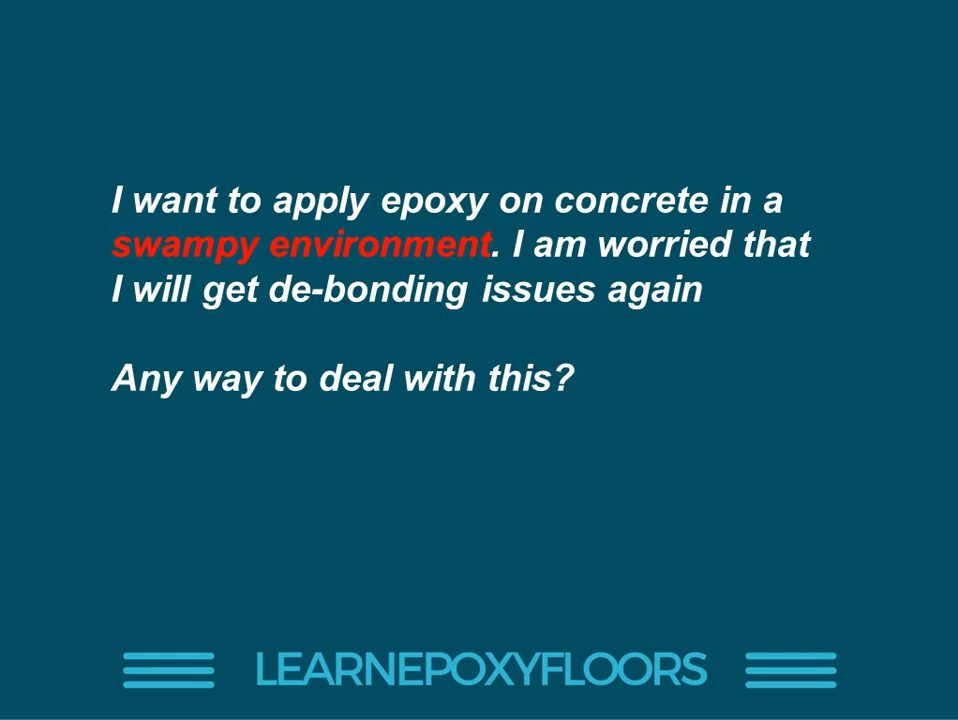 I want to apply epoxy on concrete in a
swampy environment. I am worried that
I will get de-bonding issues again
Any way to deal with this?
LEARNEPOXYFLOORS